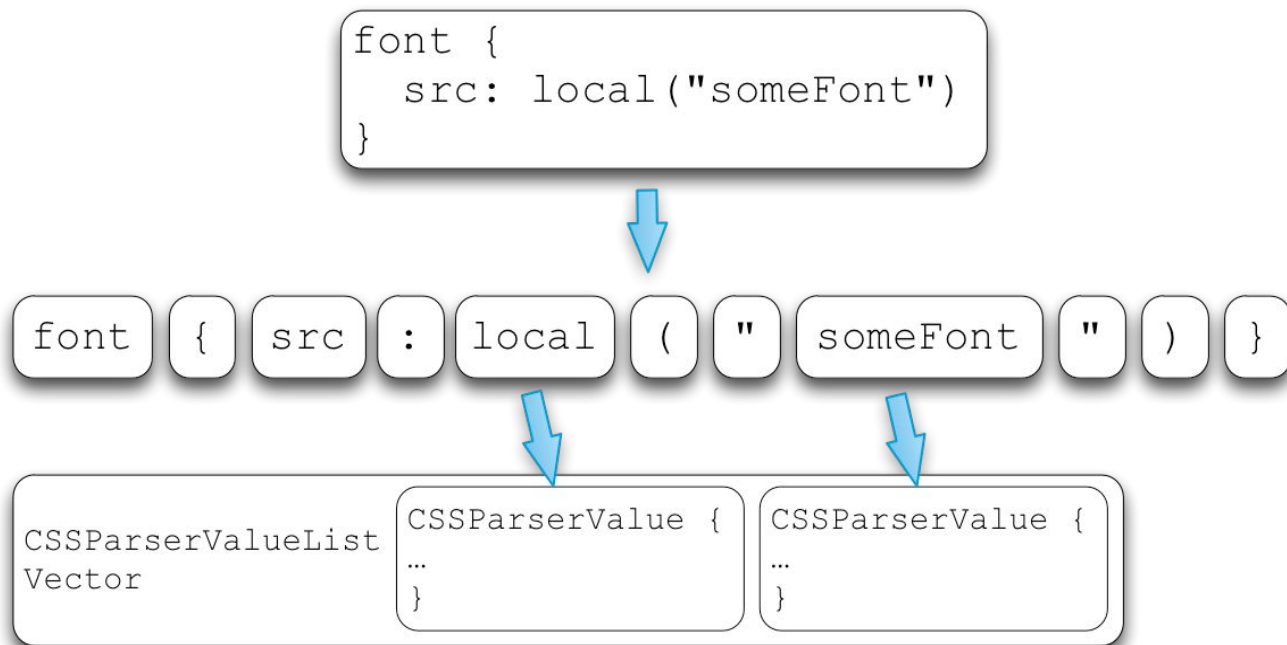 font {
src: local("someFont")
}
font { src : local ( " someFont " ) }
CSSParserValueList
Vector
CSSParserValue {
…
}
CSSParserValue {
…
}